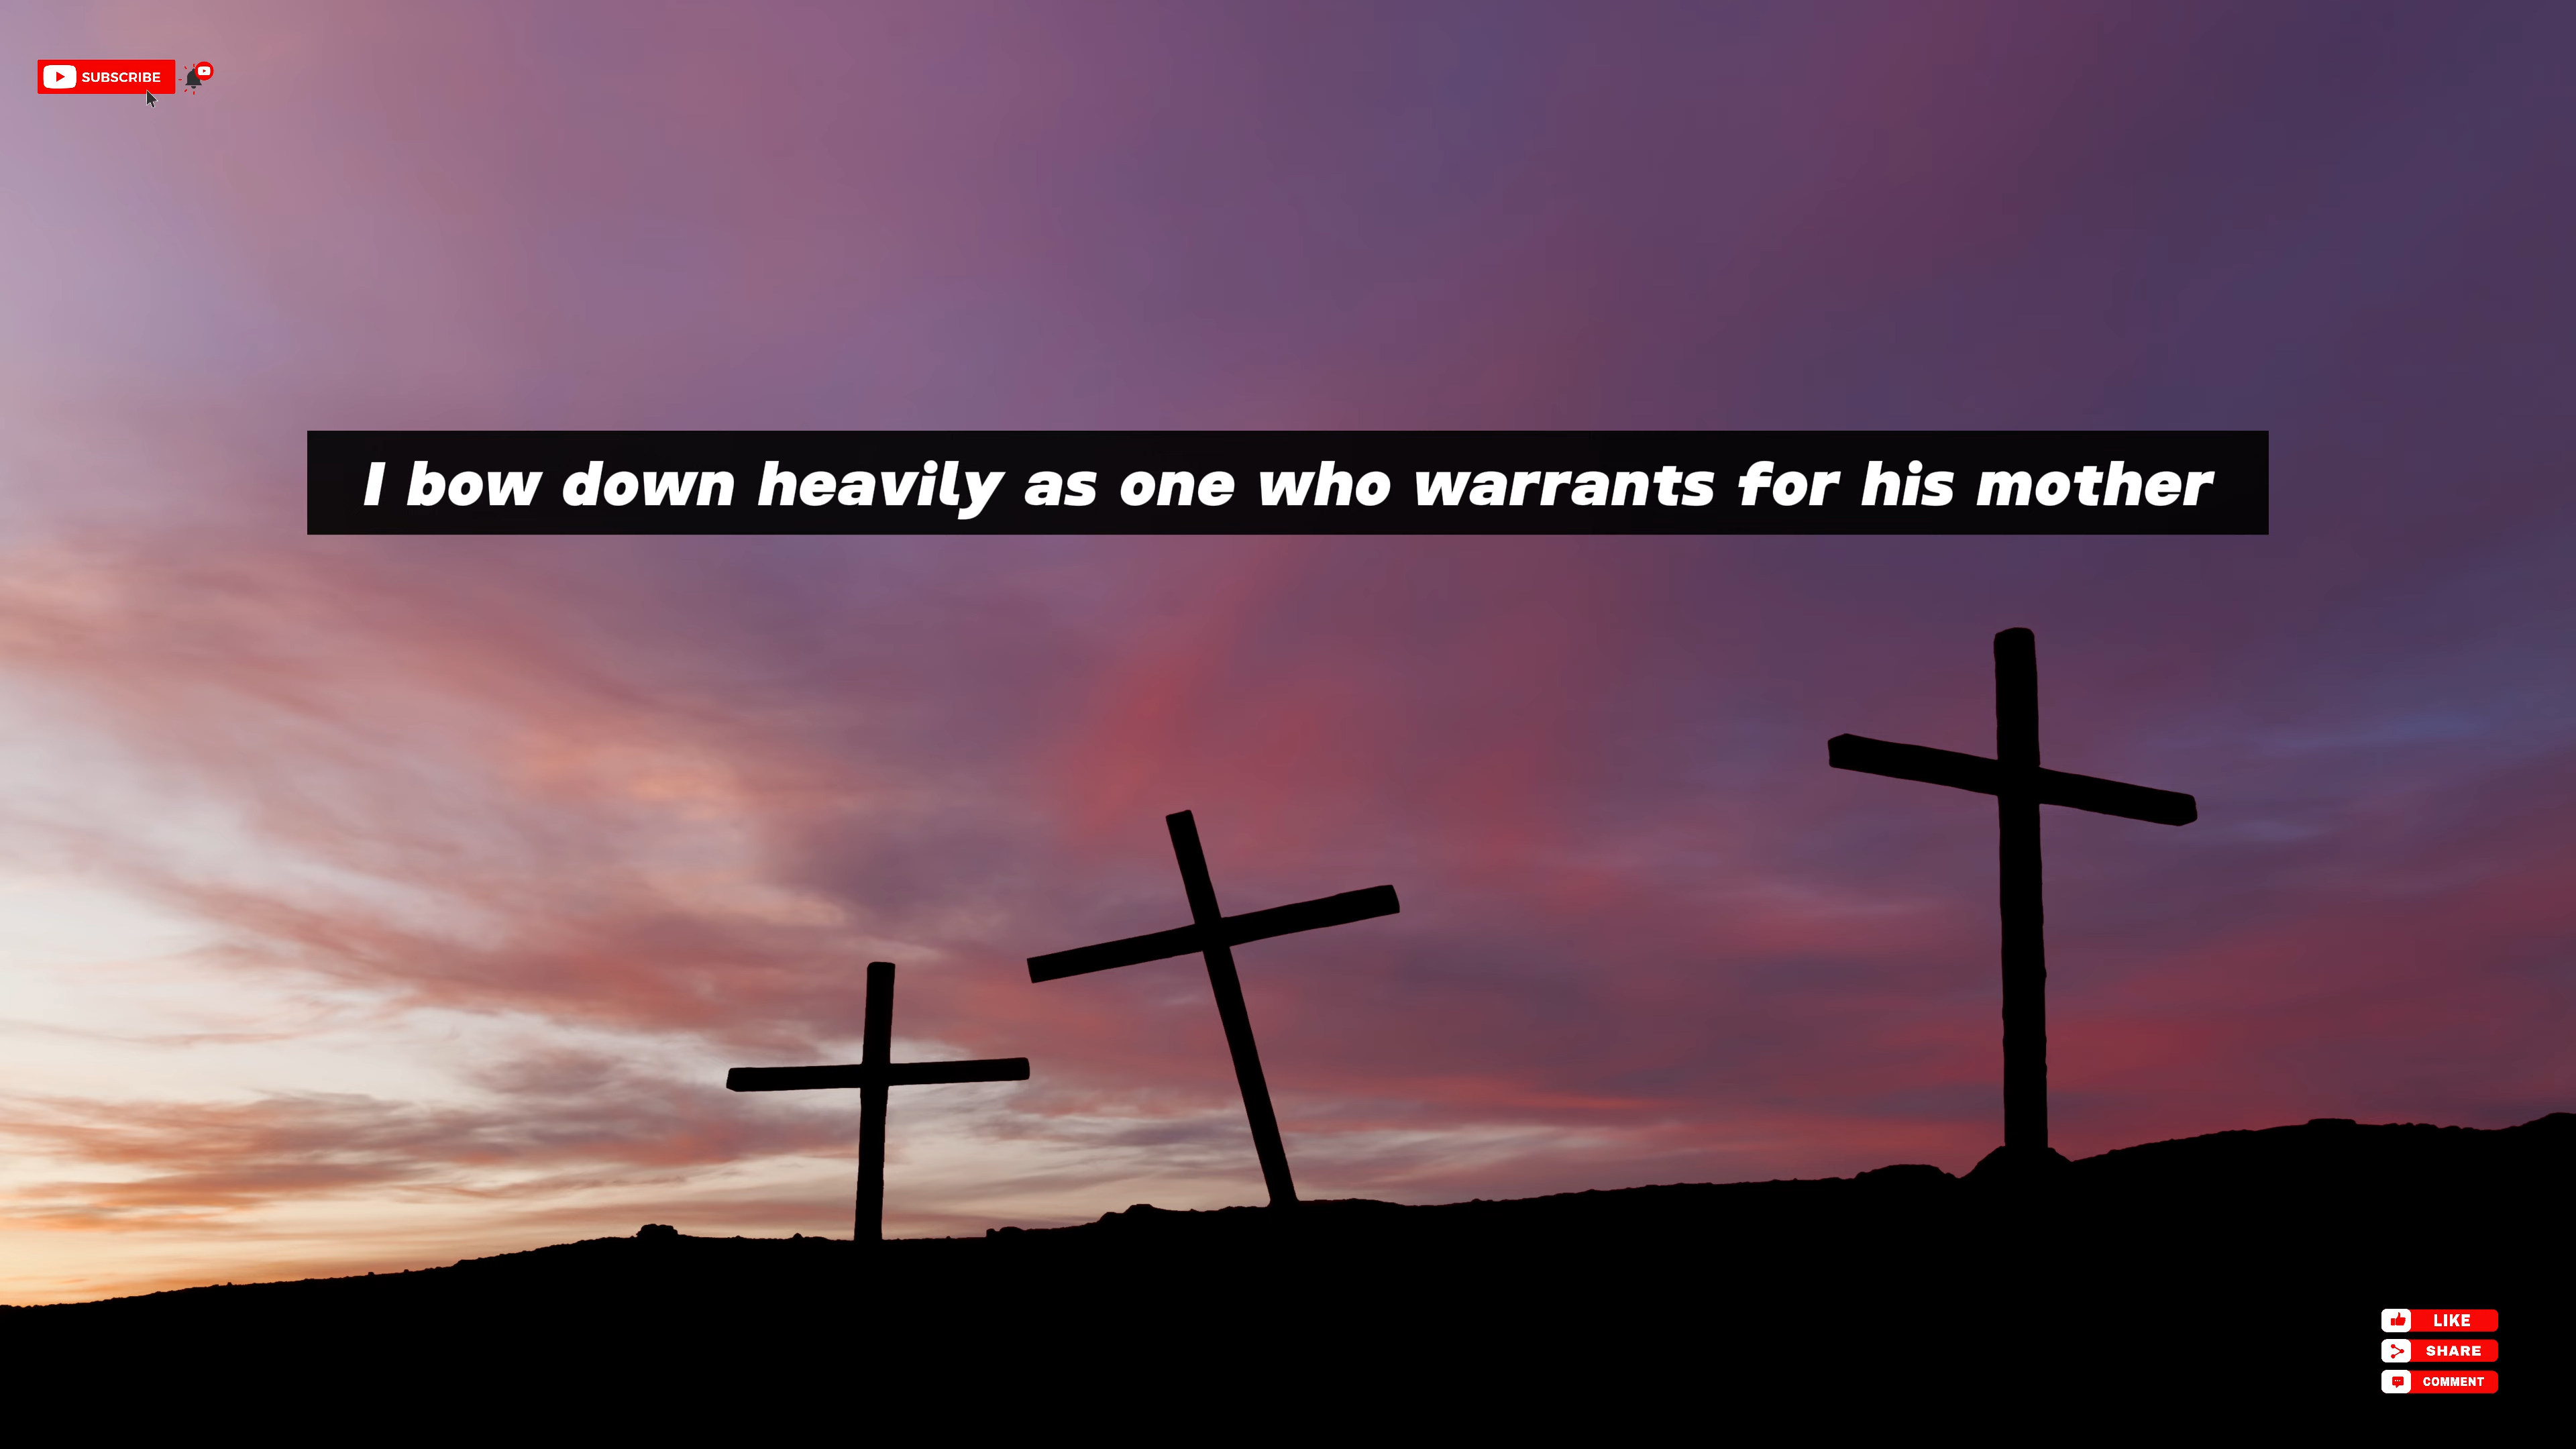 SUBSCRIBE
I bow down heavily as one who warrants for his mother
LIKE
SHARE
COMMENT